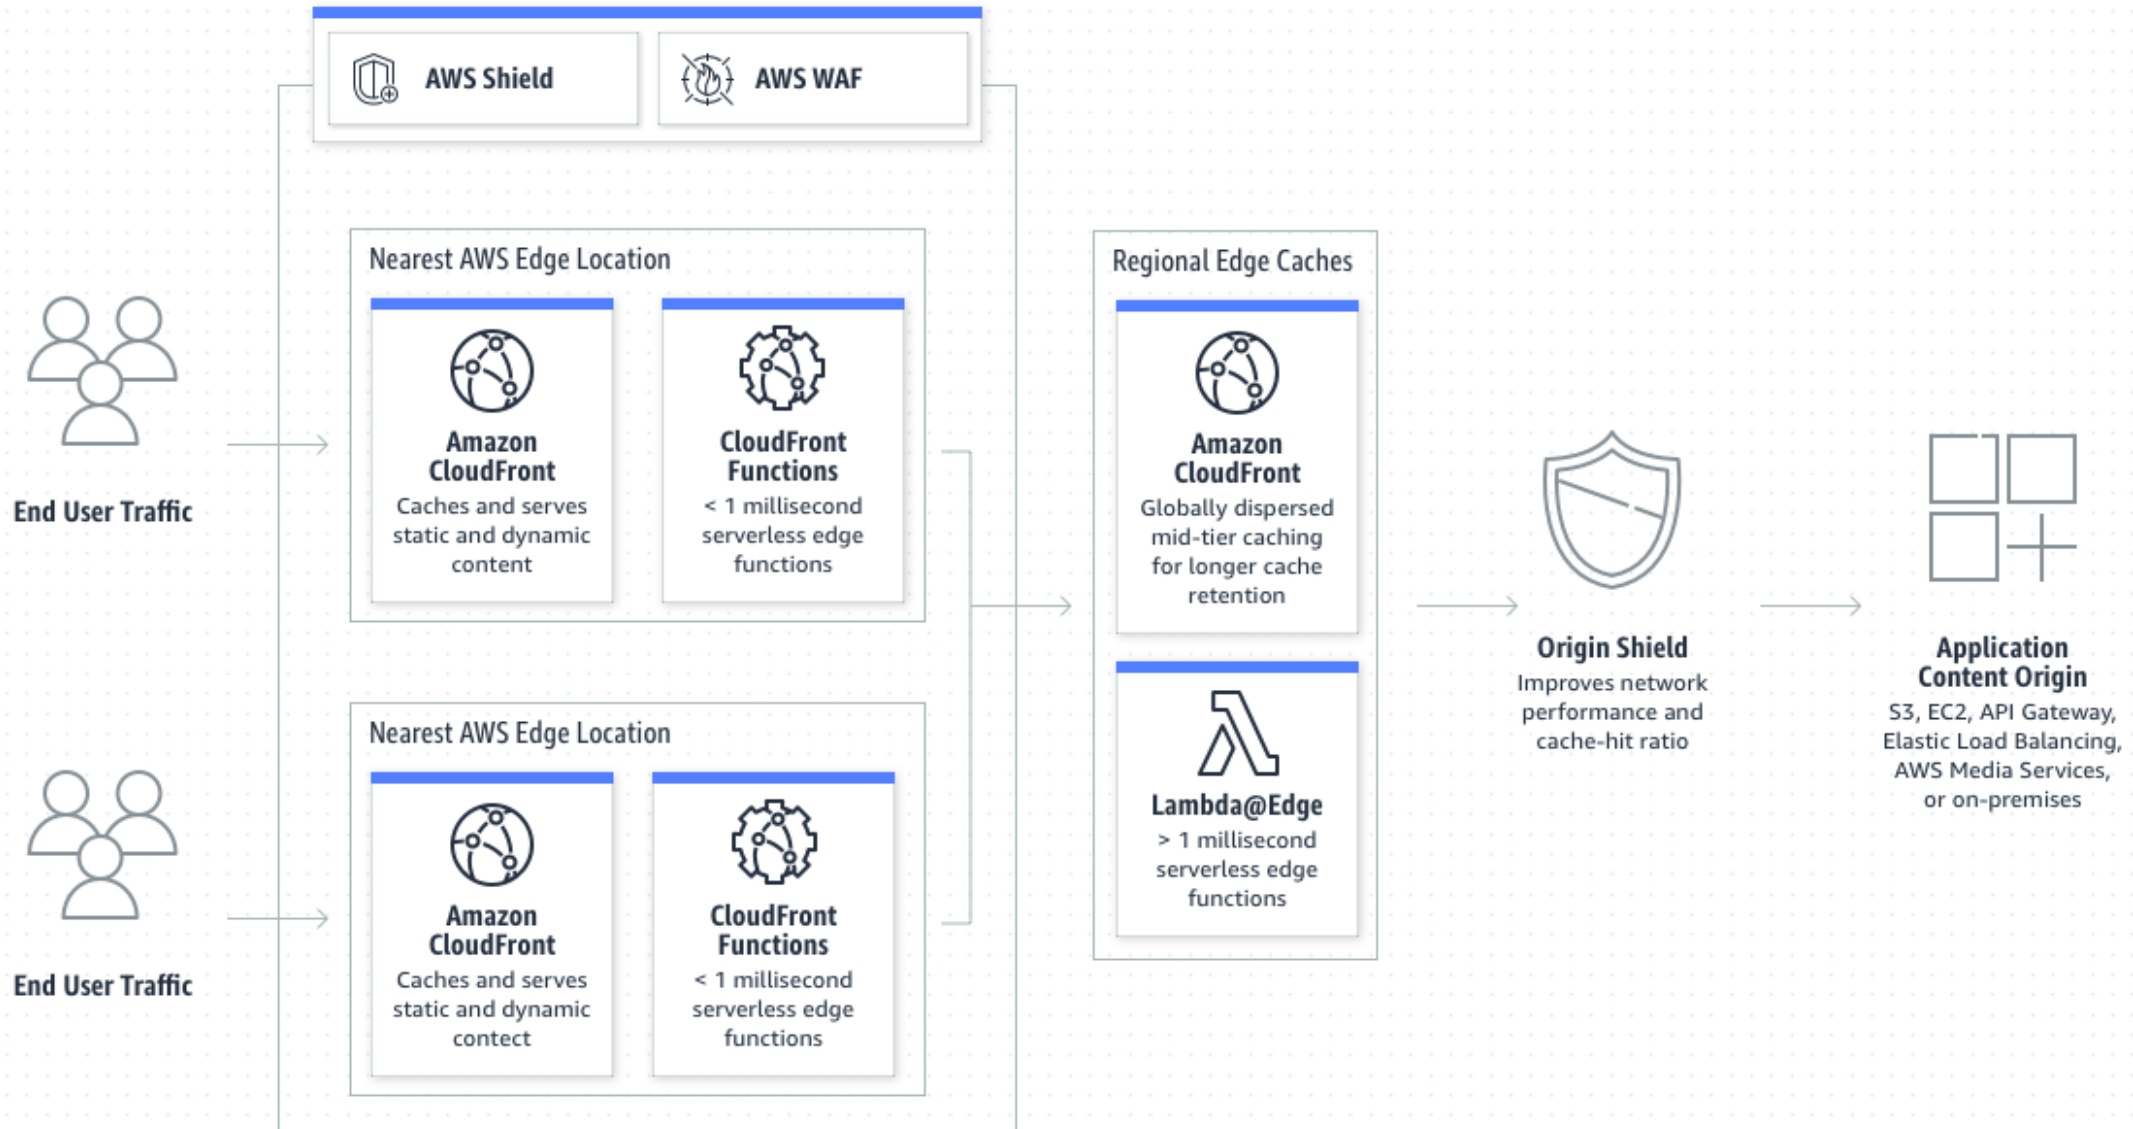 AWS Shield
AWS WAF
Nearest AWS Edge Location
Amazon
CloudFront
Caches and serves
static and dynamic
content
CloudFront
Functions
< 1 millisecond
serverless edge
functions
End User Traffic
Nearest AWS Edge Location
Amazon
CloudFront
Caches and serves
static and dynamic
contect
CloudFront
Functions
< 1 millisecond
serverless edge
functions
End User Traffic
Regional Edge Caches
Amazon
CloudFront
Globally dispersed
mid-tier caching
for longer cache
retention
Lambda@Edge
> 1 millisecond
serverless edge
functions
Origin Shield
Improves network
performance and
cache-hit ratio
Application
Content Origin
S3, EC2, API Gateway,
Elastic Load Balancing,
AWS Media Services,
or on-premises